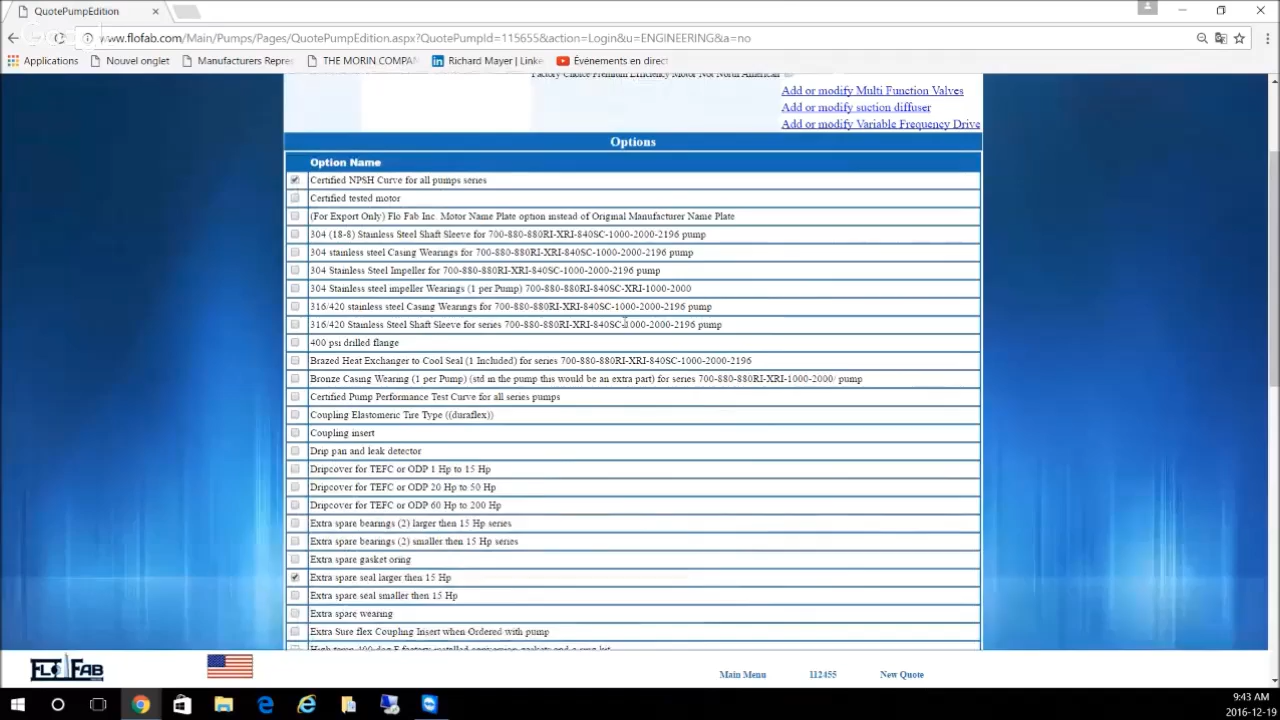 QuotePumpEdition
www.flofab.com/Main/Pumps/Pages/QuotePumpEdition.aspx?QuotePumpId=115655&action=Login&u=ENGINEERING&a=no
Applications
Nouvel onglet
Manufacturers Repres
THE MORIN COMPAN
Richard Mayer | Linke
Événements en direct
Factory Choice Premium Efficiency Motor Not North American
Add or modify Multi Function Valves
Add or modify suction diffuser
Add or modify Variable Frequency Drive
Options
Option Name
Certified NPSH Curve for all pumps series
Certified tested motor
(For Export Only) Flo Fab Inc. Motor Name Plate option instead of Original Manufacturer Name Plate
304 (18-8) Stainless Steel Shaft Sleeve for 700-880-880RI-XRI-840SC-1000-2000-2196 pump
304 stainless steel Casing Wearings for 700-880-880RI-XRI-840SC-1000-2000-2196 pump
304 Stainless Steel Impeller for 700-880-880RI-XRI-840SC-1000-2000-2196 pump
304 Stainless steel impeller Wearings (1 per Pump) 700-880-880RI-840SC-XRI-1000-2000
316/420 stainless steel Casing Wearings for 700-880-880RI-XRI-840SC-1000-2000-2196 pump
316/420 Stainless Steel Shaft Sleeve for series 700-880-880RI-XRI-840SC-1000-2000-2196 pump
400 psi drilled flange
Brazed Heat Exchanger to Cool Seal (1 Included) for series 700-880-880RI-XRI-840SC-1000-2000-2196
Bronze Casing Wearing (1 per Pump) (std in the pump this would be an extra part) for series 700-880-880RI-XRI-1000-2000/ pump
Certified Pump Performance Test Curve for all series pumps
Coupling Elastomeric Tire Type ((duraflex))
Coupling insert
Drip pan and leak detector
Dripcover for TEFC or ODP 1 Hp to 15 Hp
Dripcover for TEFC or ODP 20 Hp to 50 Hp
Dripcover for TEFC or ODP 60 Hp to 200 Hp
Extra spare bearings (2) larger then 15 Hp series
Extra spare bearings (2) smaller then 15 Hp series
Extra spare gasket oring
Extra spare seal larger then 15 Hp
Extra spare seal smaller then 15 Hp
Extra spare wearing
Extra Sure flex Coupling Insert when Ordered with pump
FLO FAB
Main Menu
112455
New Quote
9:43 AM
2016-12-19